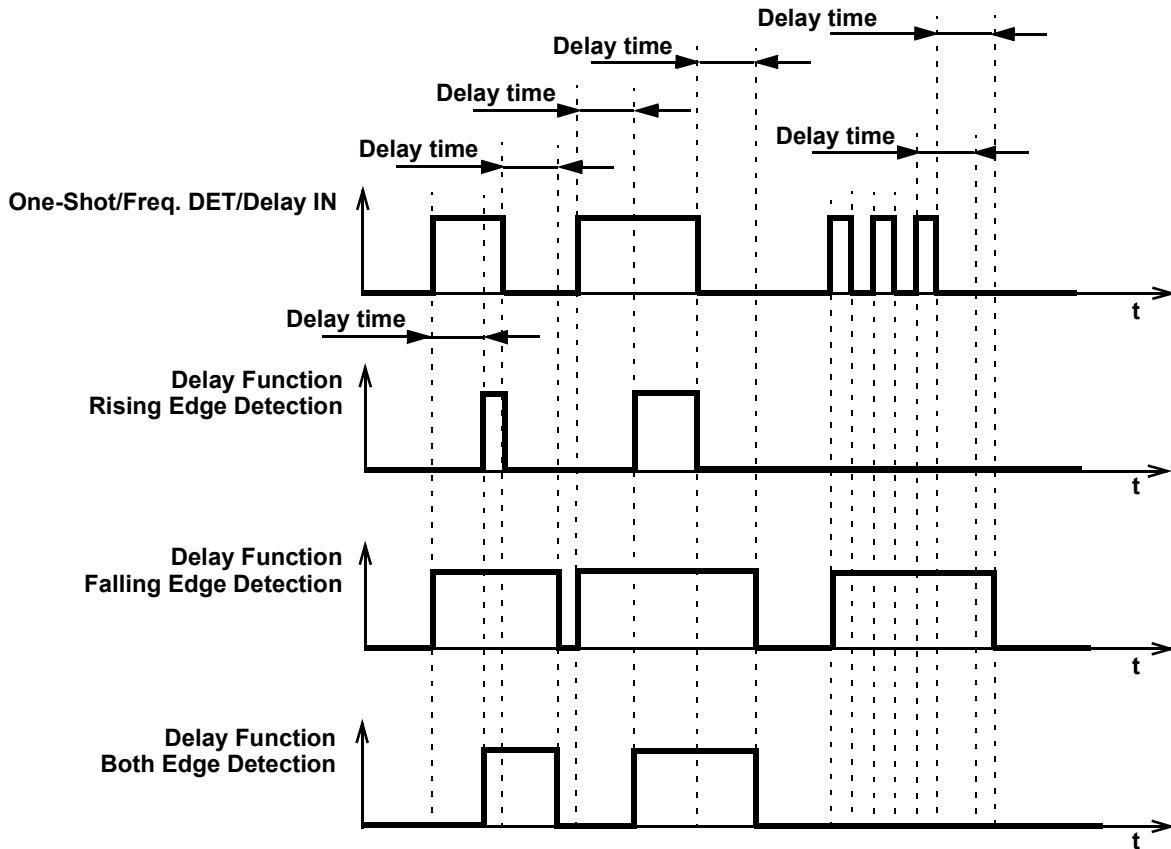 Delay time
Delay time
Delay time
Delay time
Delay time
One-Shot/Freq. DET/Delay IN
t
Delay time
Delay Function
Rising Edge Detection
t
Delay Function
Falling Edge Detection
t
Delay Function
Both Edge Detection
t